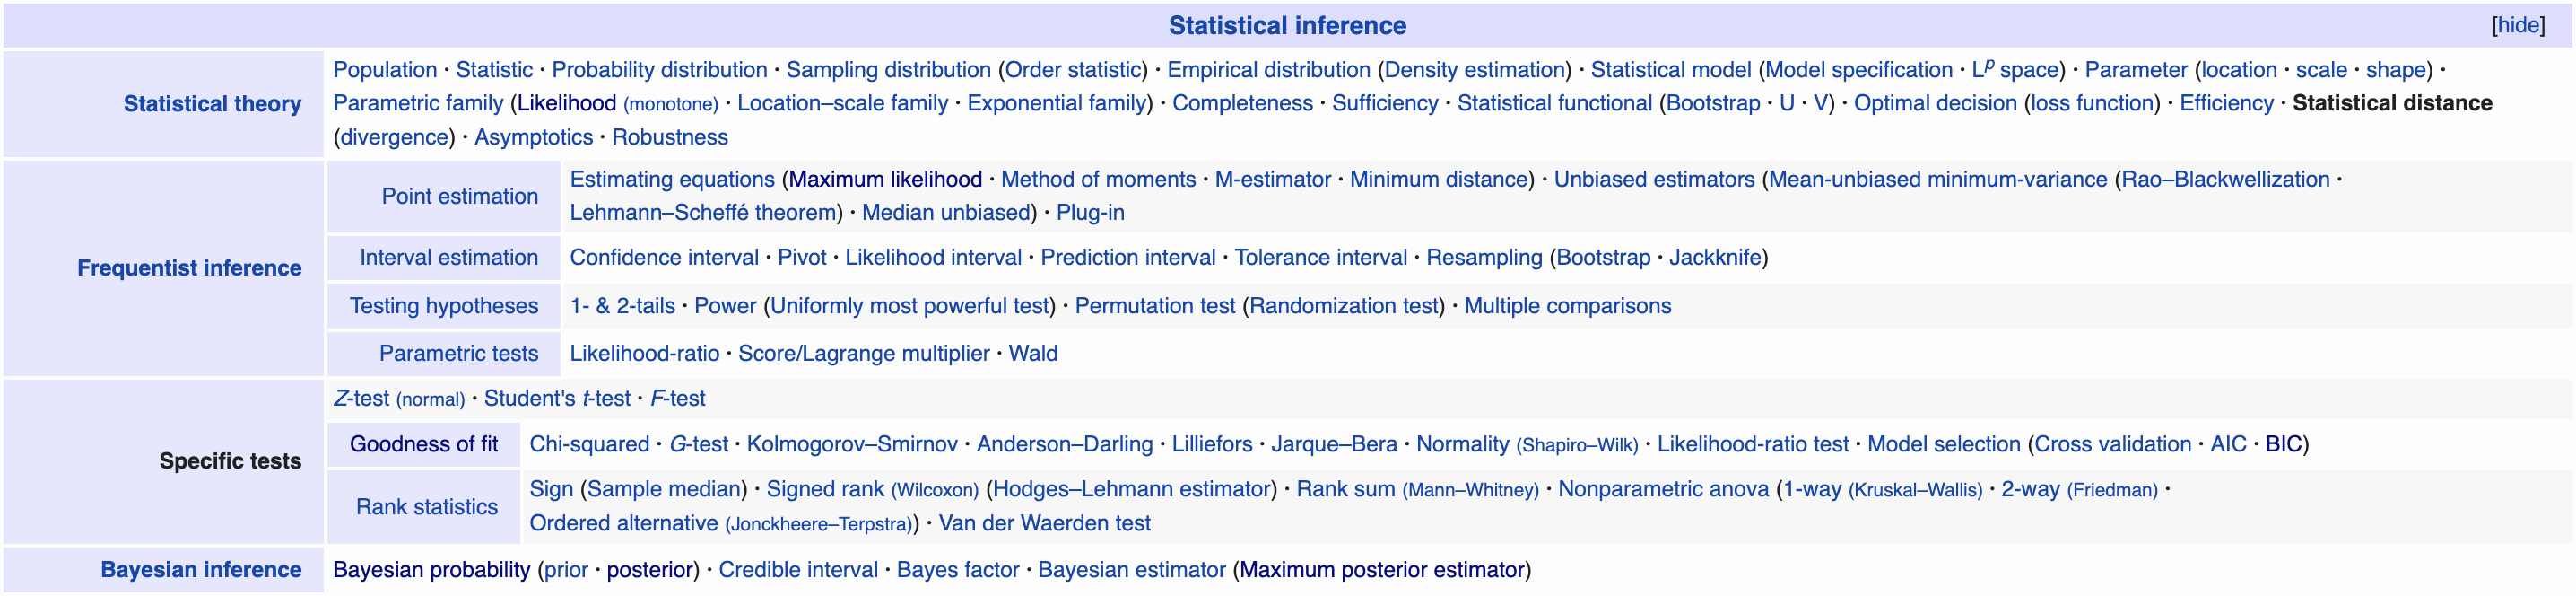 Statistical inference [hide]
Statistical theory
Population · Statistic · Probability distribution · Sampling distribution (Order statistic) · Empirical distribution (Density estimation) · Statistical model (Model specification · Lᵖ space) · Parameter (location · scale · shape) ·
Parametric family (Likelihood (monotone) · Location–scale family · Exponential family) · Completeness · Sufficiency · Statistical functional (Bootstrap · U · V) · Optimal decision (loss function) · Efficiency · Statistical distance
(divergence) · Asymptotics · Robustness
Frequentist inference
Point estimation
Estimating equations (Maximum likelihood · Method of moments · M-estimator · Minimum distance) · Unbiased estimators (Mean-unbiased minimum-variance (Rao–Blackwellization ·
Lehmann–Scheffé theorem) · Median unbiased) · Plug-in
Interval estimation
Confidence interval · Pivot · Likelihood interval · Prediction interval · Tolerance interval · Resampling (Bootstrap · Jackknife)
Testing hypotheses
1- & 2-tails · Power (Uniformly most powerful test) · Permutation test (Randomization test) · Multiple comparisons
Parametric tests
Likelihood-ratio · Score/Lagrange multiplier · Wald
Specific tests
Z-test (normal) · Student's t-test · F-test
Goodness of fit
Chi-squared · G-test · Kolmogorov–Smirnov · Anderson–Darling · Lilliefors · Jarque–Bera · Normality (Shapiro–Wilk) · Likelihood-ratio test · Model selection (Cross validation · AIC · BIC)
Rank statistics
Sign (Sample median) · Signed rank (Wilcoxon) (Hodges–Lehmann estimator) · Rank sum (Mann–Whitney) · Nonparametric anova (1-way (Kruskal–Wallis) · 2-way (Friedman) ·
Ordered alternative (Jonckheere–Terpstra)) · Van der Waerden test
Bayesian inference
Bayesian probability (prior · posterior) · Credible interval · Bayes factor · Bayesian estimator (Maximum posterior estimator)